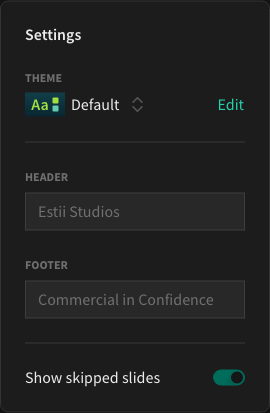 Settings
THEME
Aa Default Edit
HEADER
Estii Studios
FOOTER
Commercial in Confidence
Show skipped slides